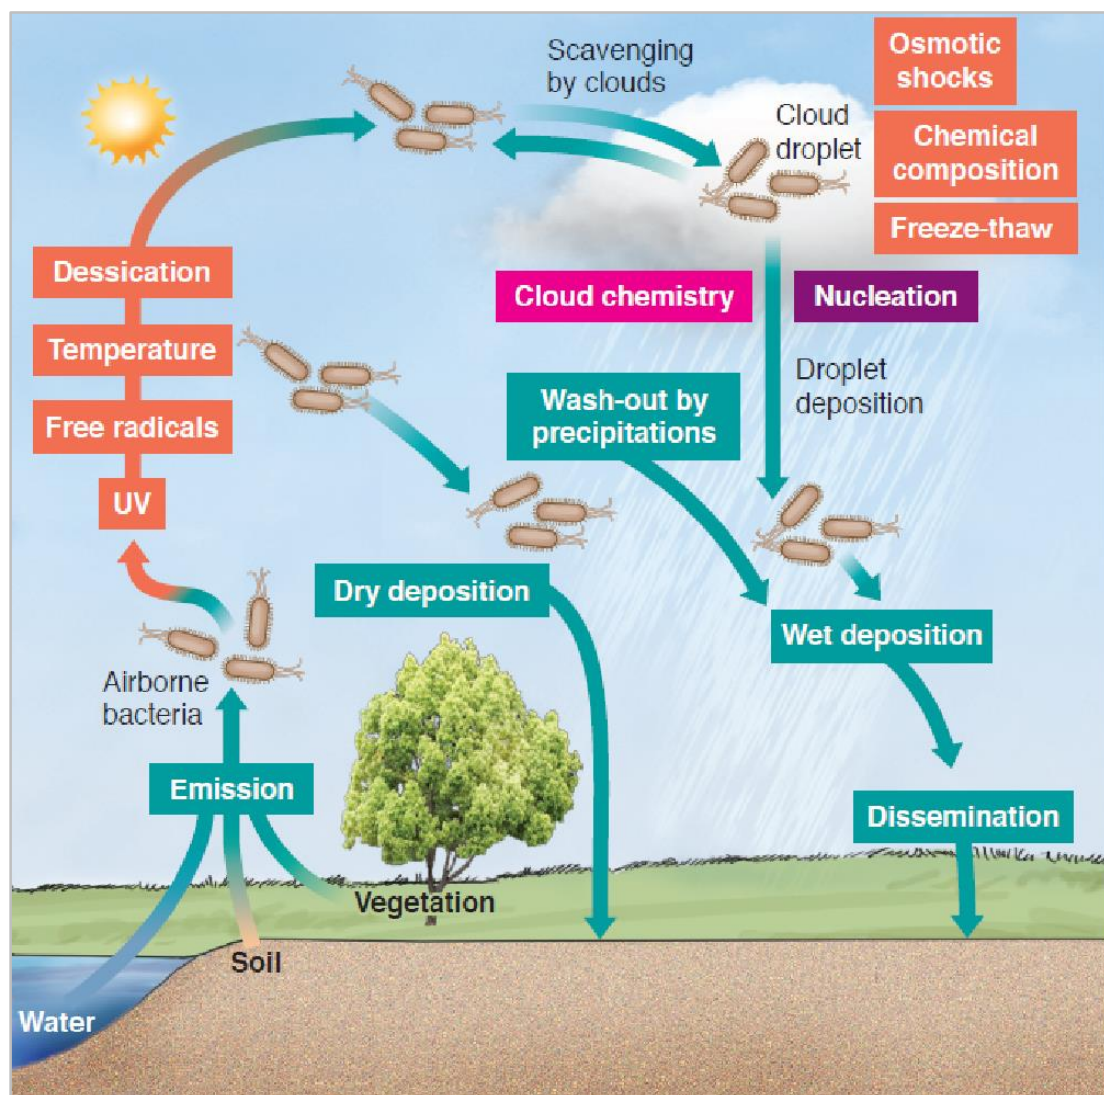 Scavenging
by clouds
Osmotic
shocks
Cloud
droplet
Chemical
composition
Freeze-thaw
Dessication
Cloud chemistry
Nucleation
Temperature
Droplet
deposition
Wash-out by
precipitations
Free radicals
UV
Dry deposition
Wet deposition
Airborne
bacteria
Emission
Dissemination
Vegetation
Soil
Water